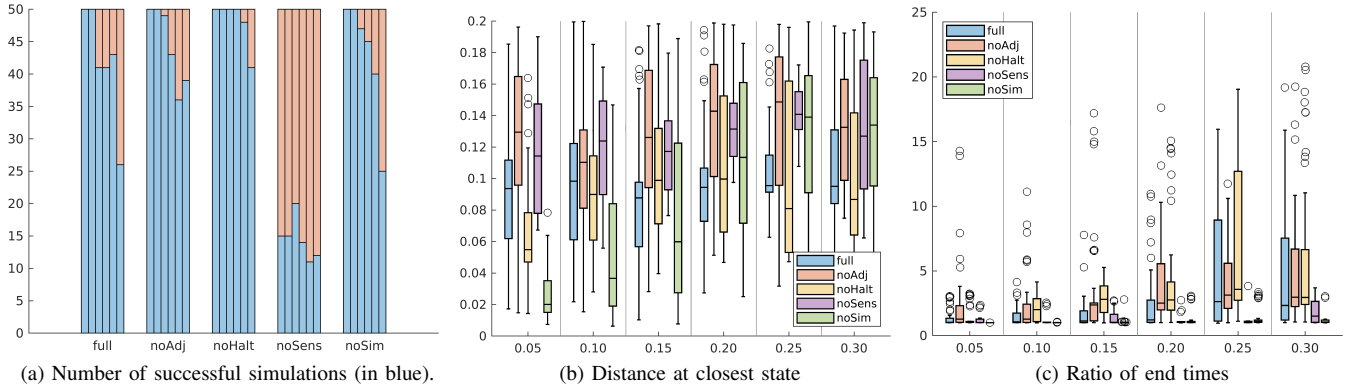 50
45
40
35
30
25
20
15
10
5
0
full noAdj noHalt noSens noSim
(a) Number of successful simulations (in blue).
0.2
0.18
0.16
0.14
0.12
0.1
0.08
0.06
0.04
0.02
0
full
noAdj
noHalt
noSens
noSim
0.05 0.10 0.15 0.20 0.25 0.30
(b) Distance at closest state
25
20
15
10
5
0
full
noAdj
noHalt
noSens
noSim
0.05 0.10 0.15 0.20 0.25 0.30
(c) Ratio of end times